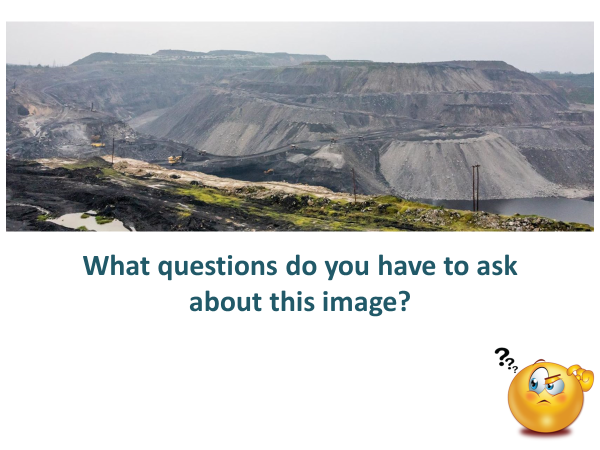 What questions do you have to ask
about this image?
???